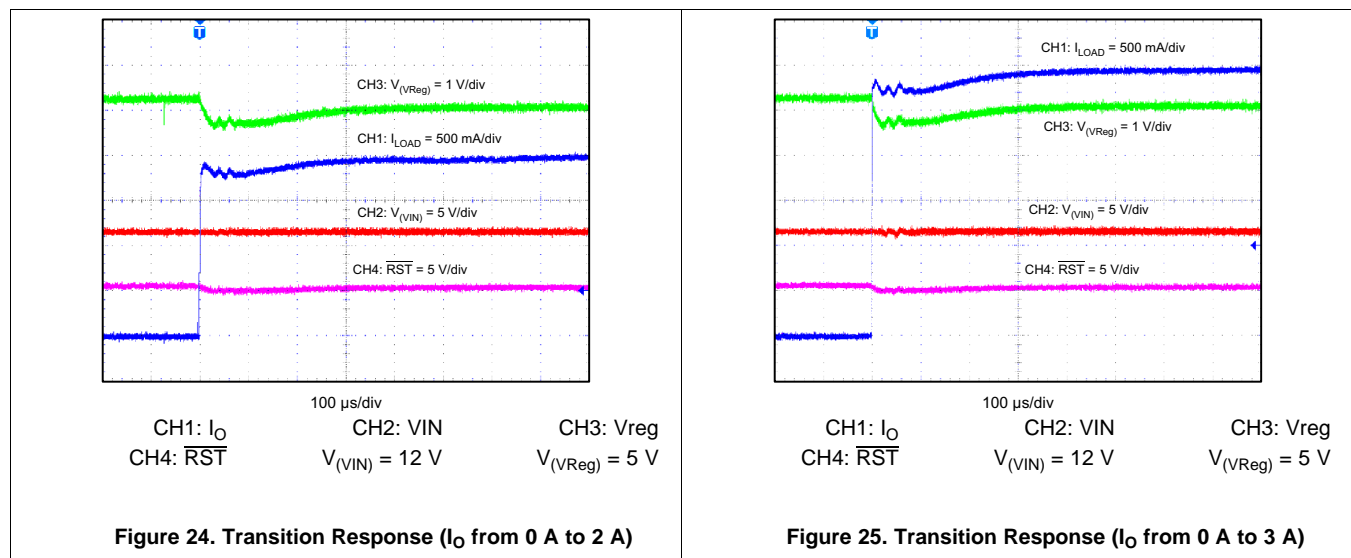 T
CH3: V(VReg) = 1 V/div
CH1: ILOAD = 500 mA/div
CH2: V(VIN) = 5 V/div
CH4: RST = 5 V/div
100 µs/div
CH1: IO CH2: VIN CH3: Vreg
CH4: RST V(VIN) = 12 V V(VReg) = 5 V
Figure 24. Transition Response (IO from 0 A to 2 A)
T
CH1: ILOAD = 500 mA/div
CH3: V(VReg) = 1 V/div
CH2: V(VIN) = 5 V/div
CH4: RST = 5 V/div
100 µs/div
CH1: IO CH2: VIN CH3: Vreg
CH4: RST V(VIN) = 12 V V(VReg) = 5 V
Figure 25. Transition Response (IO from 0 A to 3 A)